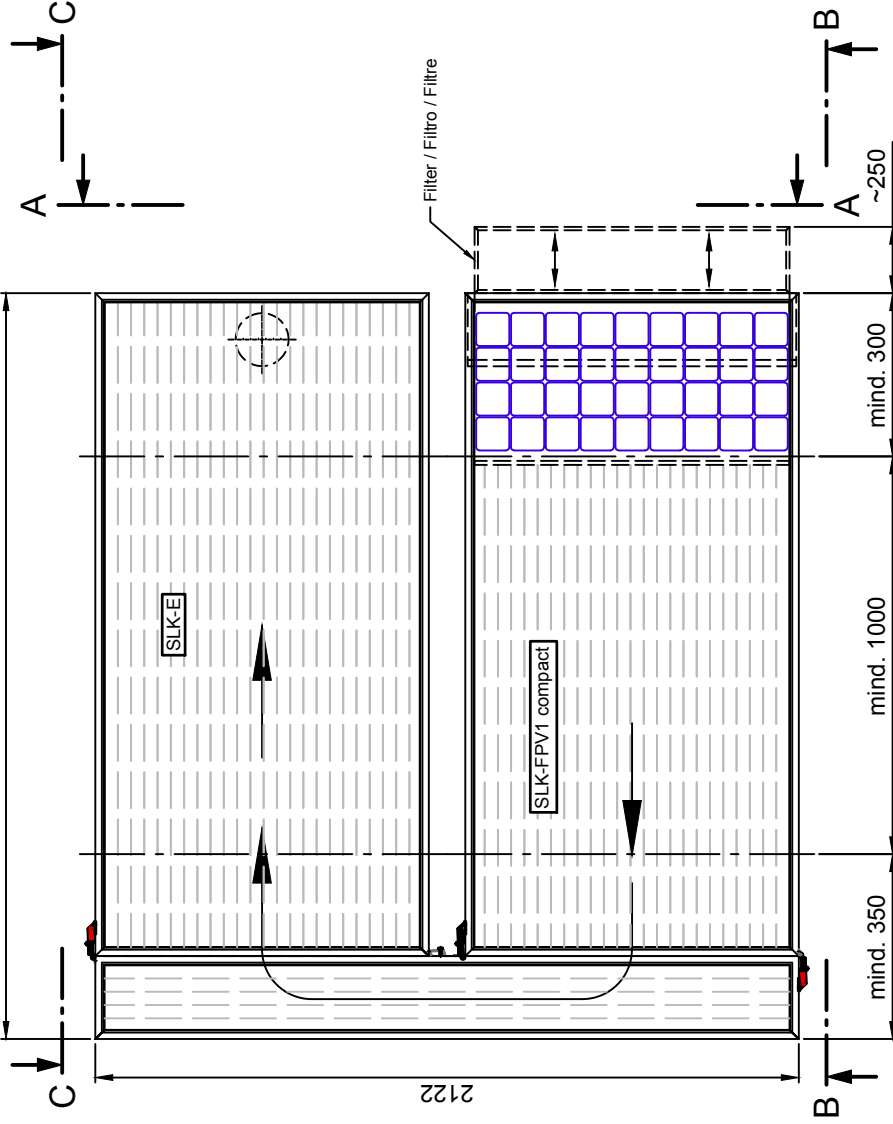 C
B
A
Filter / Filtro / Filtre
A
~250
SLK-E
mind. 300
SLK-FPV1 compact
mind. 1000
mind. 350
C
2122
B